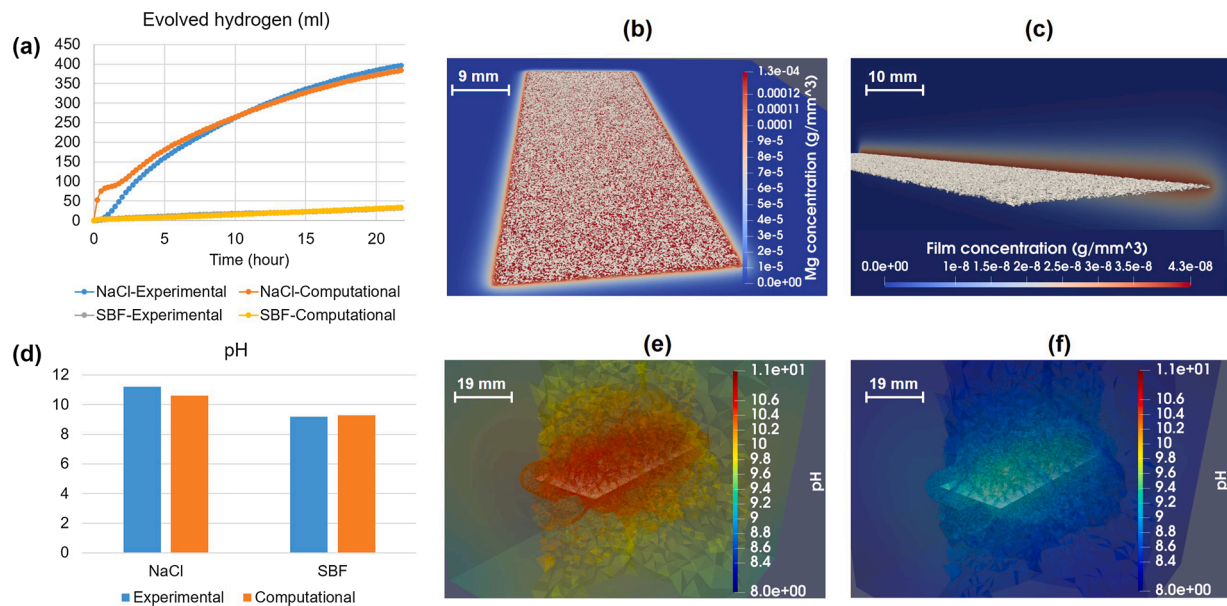 (a)
Evolved hydrogen (ml)
450
400
350
300
250
200
150
100
50
0
0 5 10 15 20
Time (hour)
NaCl-Experimental NaCl-Computational
SBF-Experimental SBF-Computational
(b)
9 mm
1.3e-04
0.00012
0.00011
0.0001
9e-5
8e-5
7e-5
6e-5
5e-5
4e-5
3e-5
2e-5
1e-5
0.0e+00
Mg concentration (g/mm^3)
(c)
10 mm
Film concentration (g/mm^3)
0.0e+00 1e-8 1.5e-8 2e-8 2.5e-8 3e-8 3.5e-8 4.3e-08
(d)
pH
12
10
8
6
4
2
0
NaCl SBF
Experimental Computational
(e)
19 mm
1.1e+01
10.6
10.4
10.2
10
9.8
9.6
9.4
9.2
9
8.8
8.6
8.4
8.0e+00
pH
(f)
19 mm
1.1e+01
10.6
10.4
10.2
10
9.8
9.6
9.4
9.2
9
8.8
8.6
8.4
8.0e+00
pH